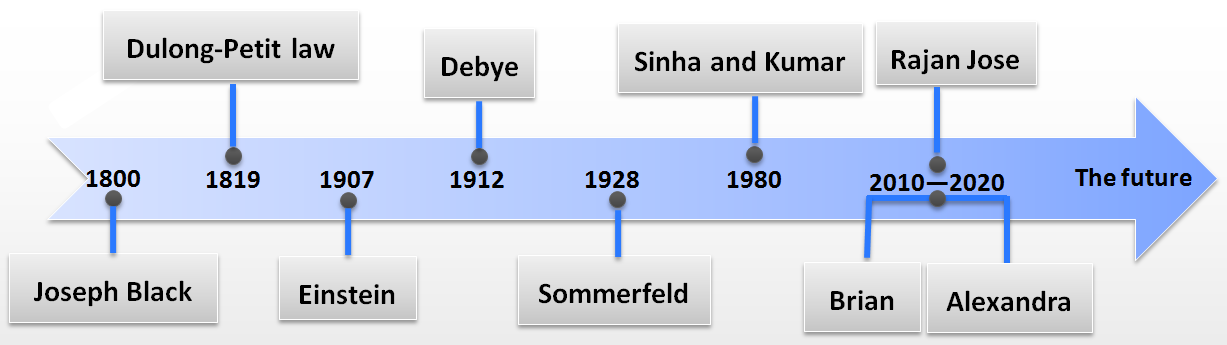 Dulong-Petit law
Debye
Sinha and Kumar
Rajan Jose
1800
1819
1907
1912
1928
1980
2010—2020
The future
Joseph Black
Einstein
Sommerfeld
Brian
Alexandra